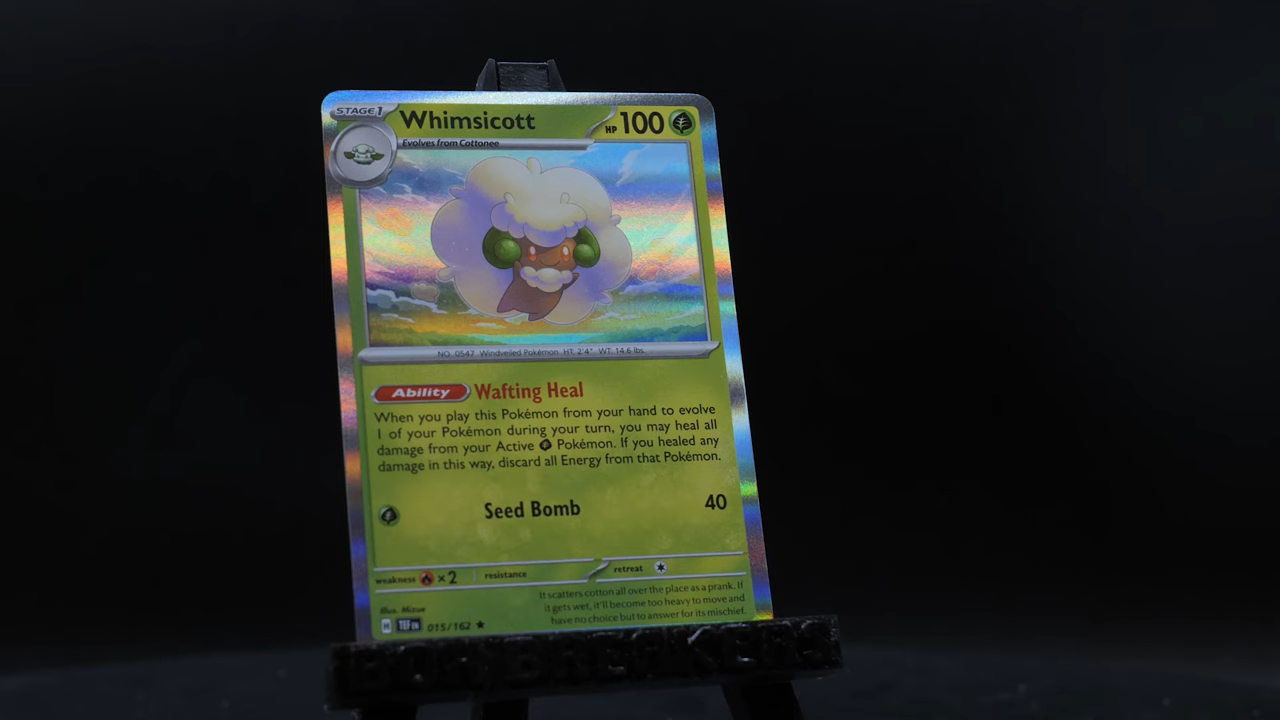 STAGE 1
Whimsicott
HP 100
Evolves from Cottonee
NO. 0547 Windveiled Pokémon HT: 2'4" WT: 14.6 lbs.
Ability Wafting Heal
When you play this Pokémon from your hand to evolve
1 of your Pokémon during your turn, you may heal all
damage from your Active Pokémon. If you healed any
damage in this way, discard all Energy from that Pokémon.
Seed Bomb 40
weakness ×2 resistance retreat
It scatters cotton all over the place as a prank. If
it gets wet, it'll become too heavy to move and
have no choice but to answer for its mischief.
Illus. Mizue
H TEF EN 015/162 ★